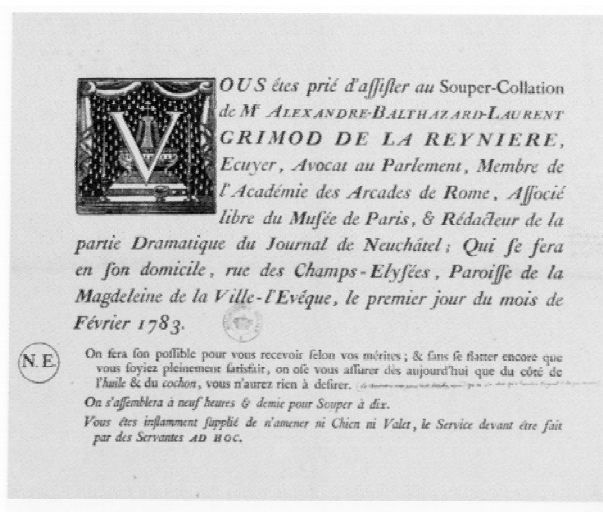 VOUS étes prié d'assister au Souper-Collation
de Mr ALEXANDRE-BALTHAZARD-LAURENT
GRIMOD DE LA REYNIERE,
Ecuyer, Avocat au Parlement, Membre de
l'Académie des Arcades de Rome, Associé
libre du Musée de Paris, & Rédacteur de la
partie Dramatique du Journal de Neuchâtel; Qui se fera
en son domicile, rue des Champs-Elysées, Paroisse de la
Magdeleine de la Ville-l'Evêque, le premier jour du mois de
Février 1783.
N. E.
On fera son possible pour vous recevoir selon vos mérites; & sans se flatter encore que
vous soyiez pleinement satisfait, on ose vous assurer dès aujourd'hui que du côté de
l'huile & du cochon, vous n'aurez rien à desirer.
On s'assemblera à neuf heures & demie pour Souper à dix.
Vous êtes instamment supplié de n'amener ni Chien ni Valet, le Service devant être fait
par des Servantes AD HOC.